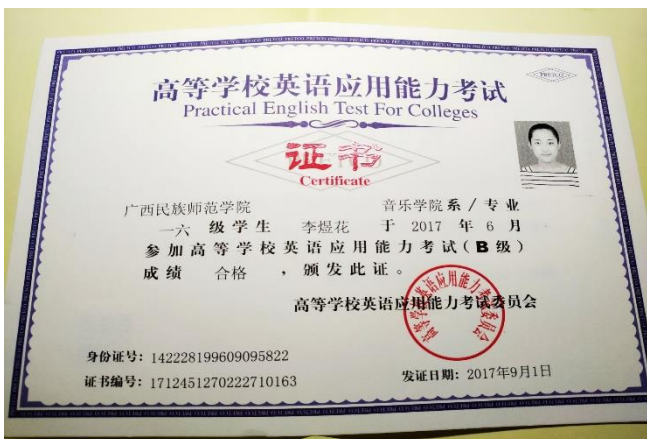 PRETCO
高等学校英语应用能力考试
Practical English Test For Colleges
证书
Certificate
广西民族师范学院 音乐学院 系/专业
一六 级学生 李煜花 于 2017 年 6 月
参加高等学校英语应用能力考试(B级)
成绩 合格 ,颁发此证。
高等学校英语应用能力考试委员会
身份证号: 142228199609095822
证书编号: 1712451270222710163
发证日期: 2017年9月1日